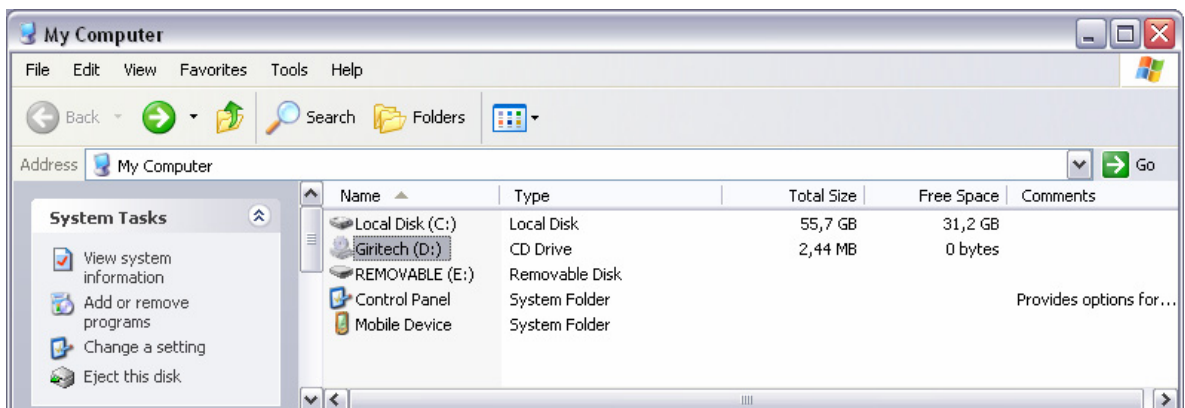 My Computer
File Edit View Favorites Tools Help
Back Search Folders
Address My Computer Go
System Tasks
View system
information
Add or remove
programs
Change a setting
Eject this disk
Name Type Total Size Free Space Comments
Local Disk (C:) Local Disk 55,7 GB 31,2 GB
Giritech (D:) CD Drive 2,44 MB 0 bytes
REMOVABLE (E:) Removable Disk
Control Panel System Folder Provides options for...
Mobile Device System Folder